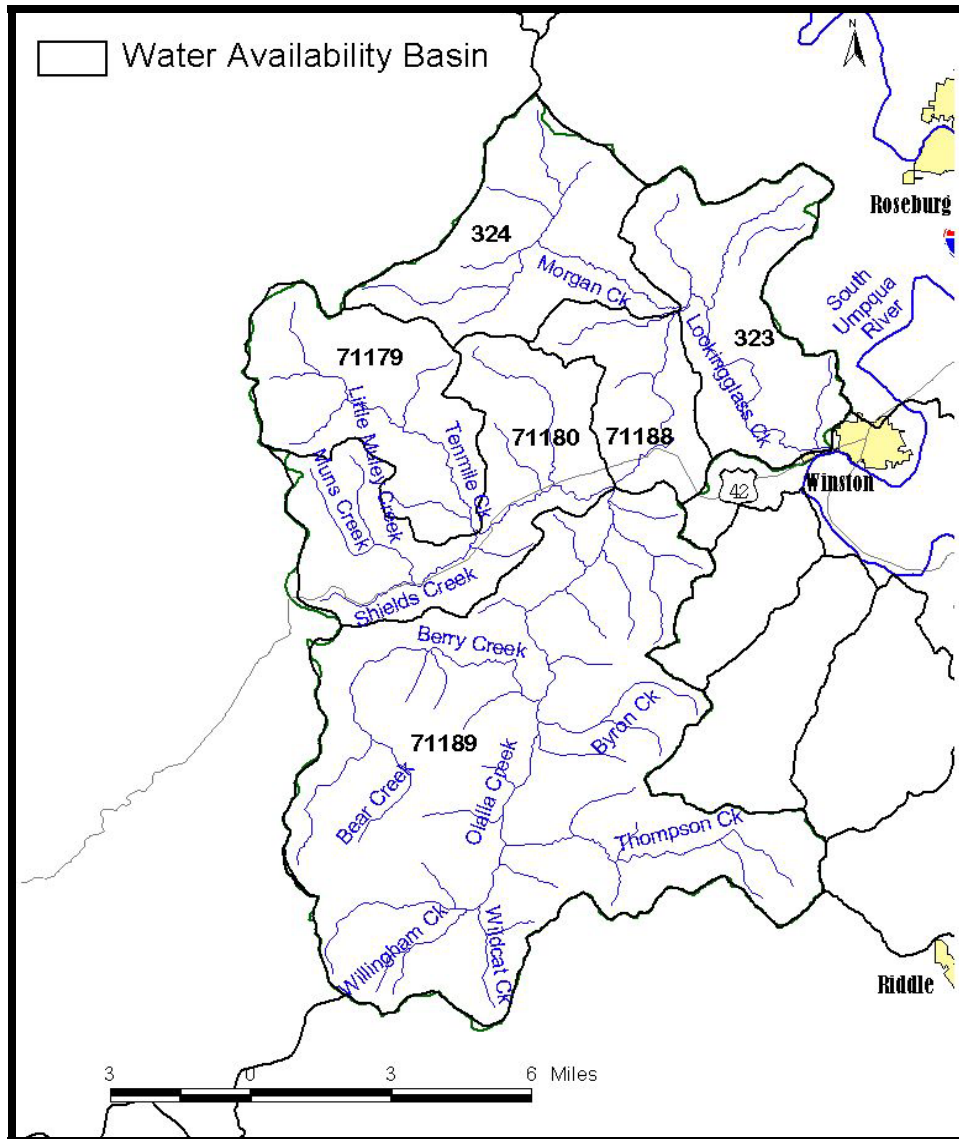 Water Availability Basin
N
Roseburg
324
Morgan Ck
South
Umpqua
River
323
Lookingglass Ck
71179
Little Muley Creek
Muns Creek
Tenmile Ck
71180
71188
42
Winston
Shields Creek
Berry Creek
Byron Ck
71189
Olalla Creek
Bear Creek
Thompson Ck
Willingham Ck
Wildcat Ck
Riddle
3 0 3 6 Miles